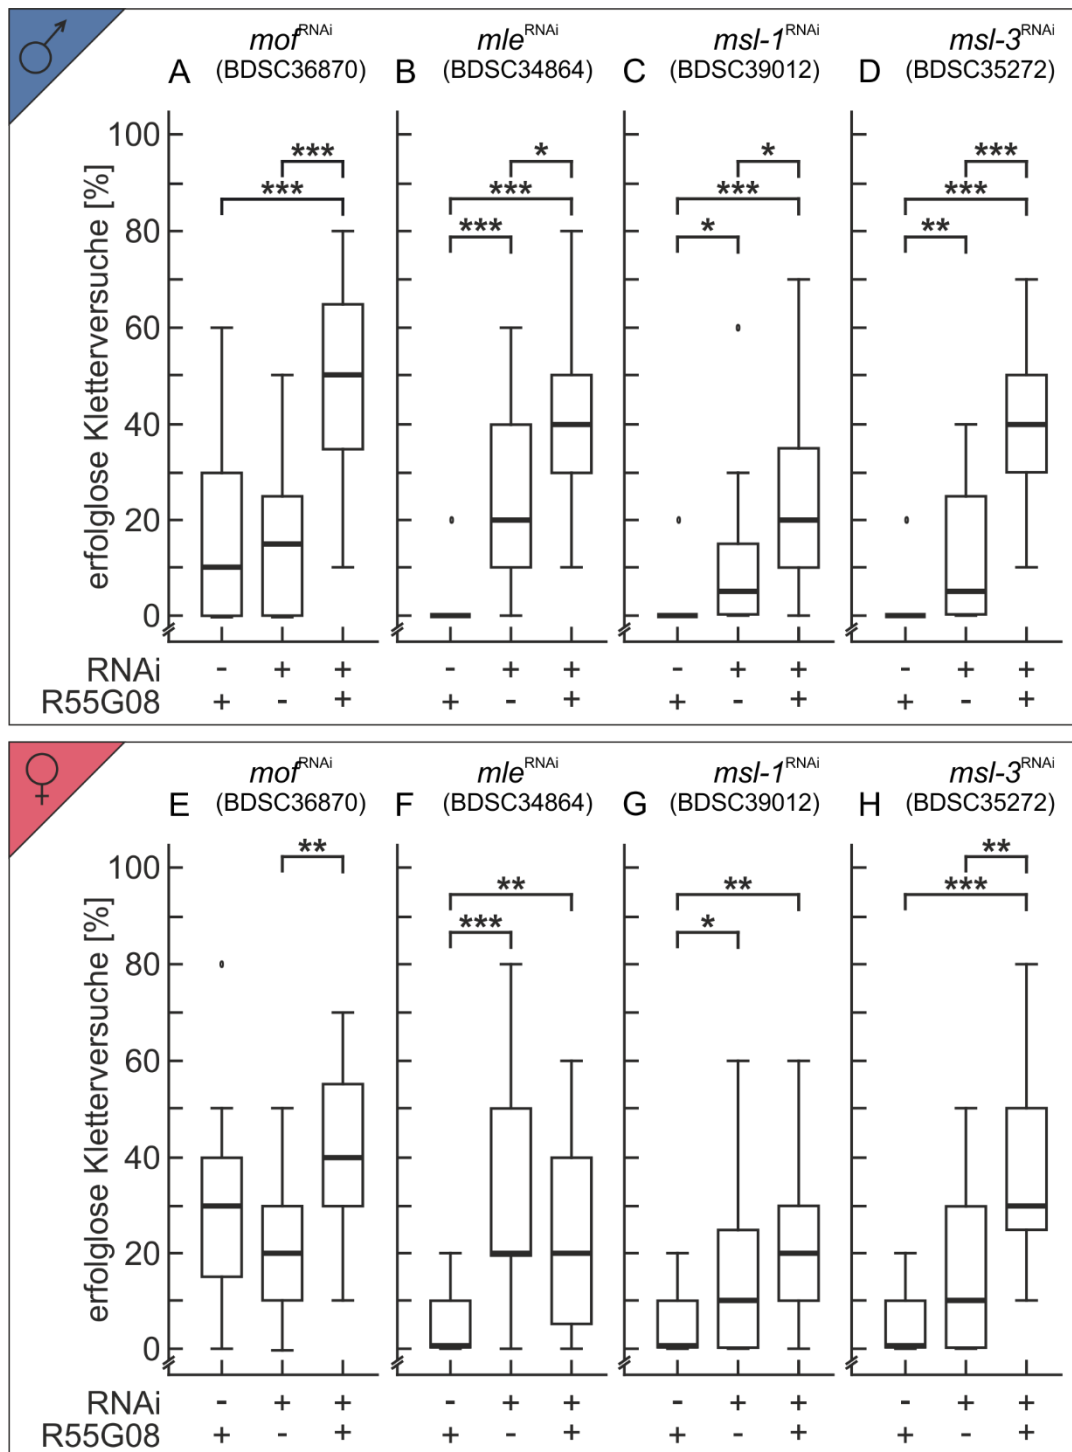 mof RNAi mle RNAi msl-1 RNAi msl-3 RNAi
A (BDSC36870) B (BDSC34864) C (BDSC39012) D (BDSC35272)
erfoglose Kletterversuche [%]
100
80
60
40
20
0
*** ***
* *** ***
* *** *
*** *** **
RNAi - + + - + + - + + - + +
R55G08 + - + + - + + - + + - +
mof RNAi mle RNAi msl-1 RNAi msl-3 RNAi
E (BDSC36870) F (BDSC34864) G (BDSC39012) H (BDSC35272)
erfoglose Kletterversuche [%]
100
80
60
40
20
0
**
** ***
** *
** ***
RNAi - + + - + + - + + - + +
R55G08 + - + + - + + - + + - +